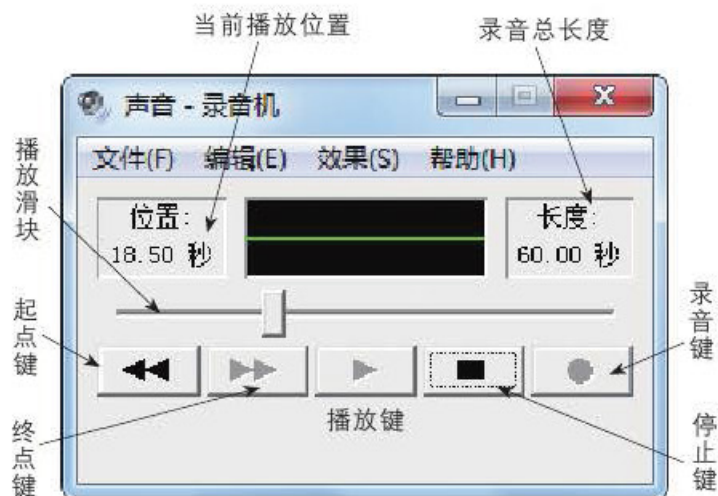 当前播放位置
录音总长度
声音 - 录音机
文件(F) 编辑(E) 效果(S) 帮助(H)
播放滑块
位置:
18.50 秒
长度:
60.00 秒
起点键
录音键
播放键
终点键
停止键